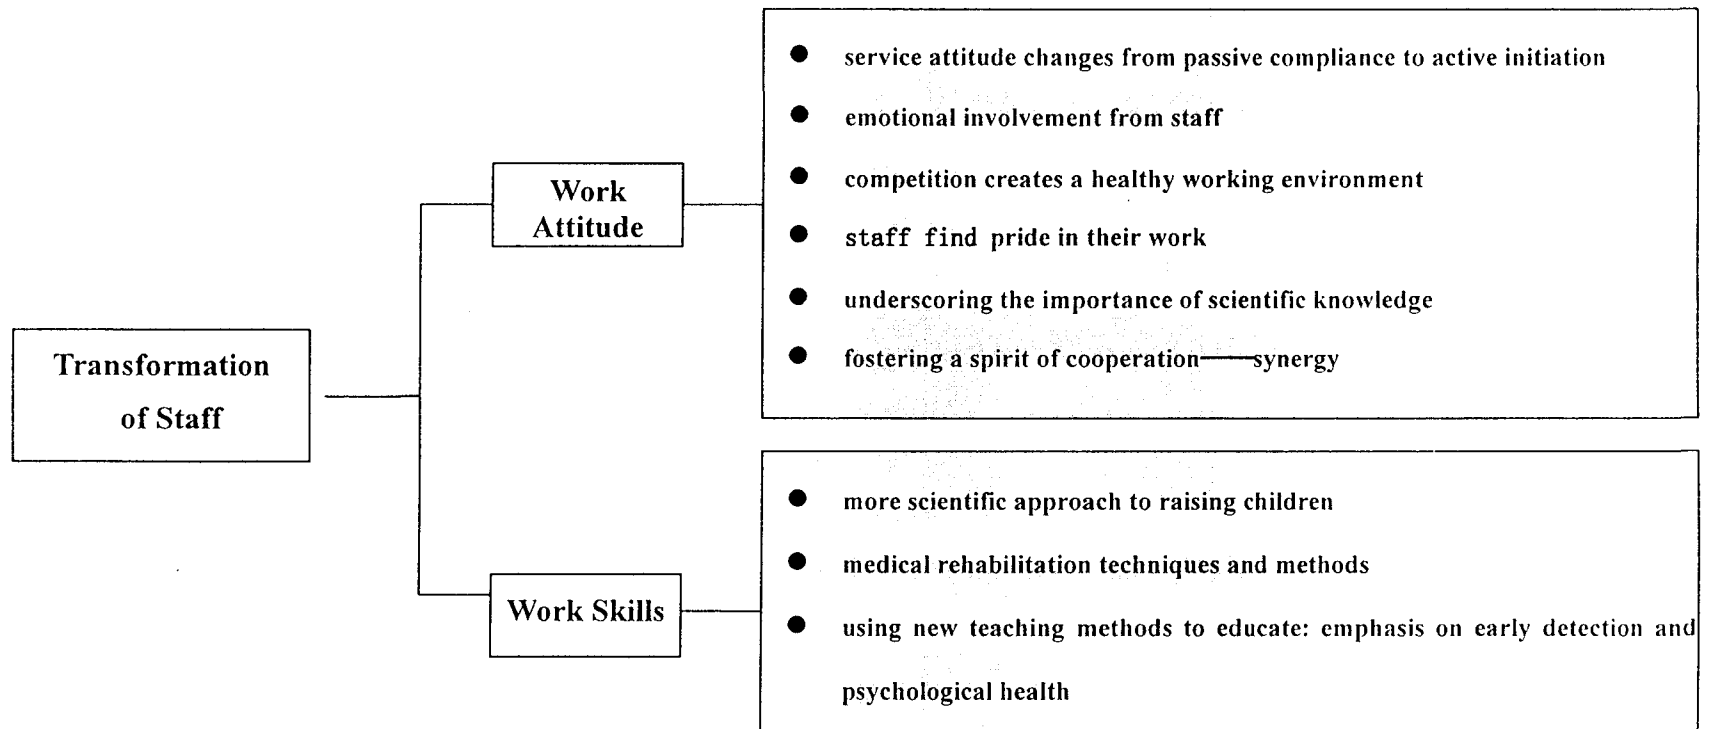 Transformation
of Staff
Work
Attitude
● service attitude changes from passive compliance to active initiation
● emotional involvement from staff
● competition creates a healthy working environment
● staff find pride in their work
● underscoring the importance of scientific knowledge
● fostering a spirit of cooperation——synergy
Work Skills
● more scientific approach to raising children
● medical rehabilitation techniques and methods
● using new teaching methods to educate: emphasis on early detection and
psychological health